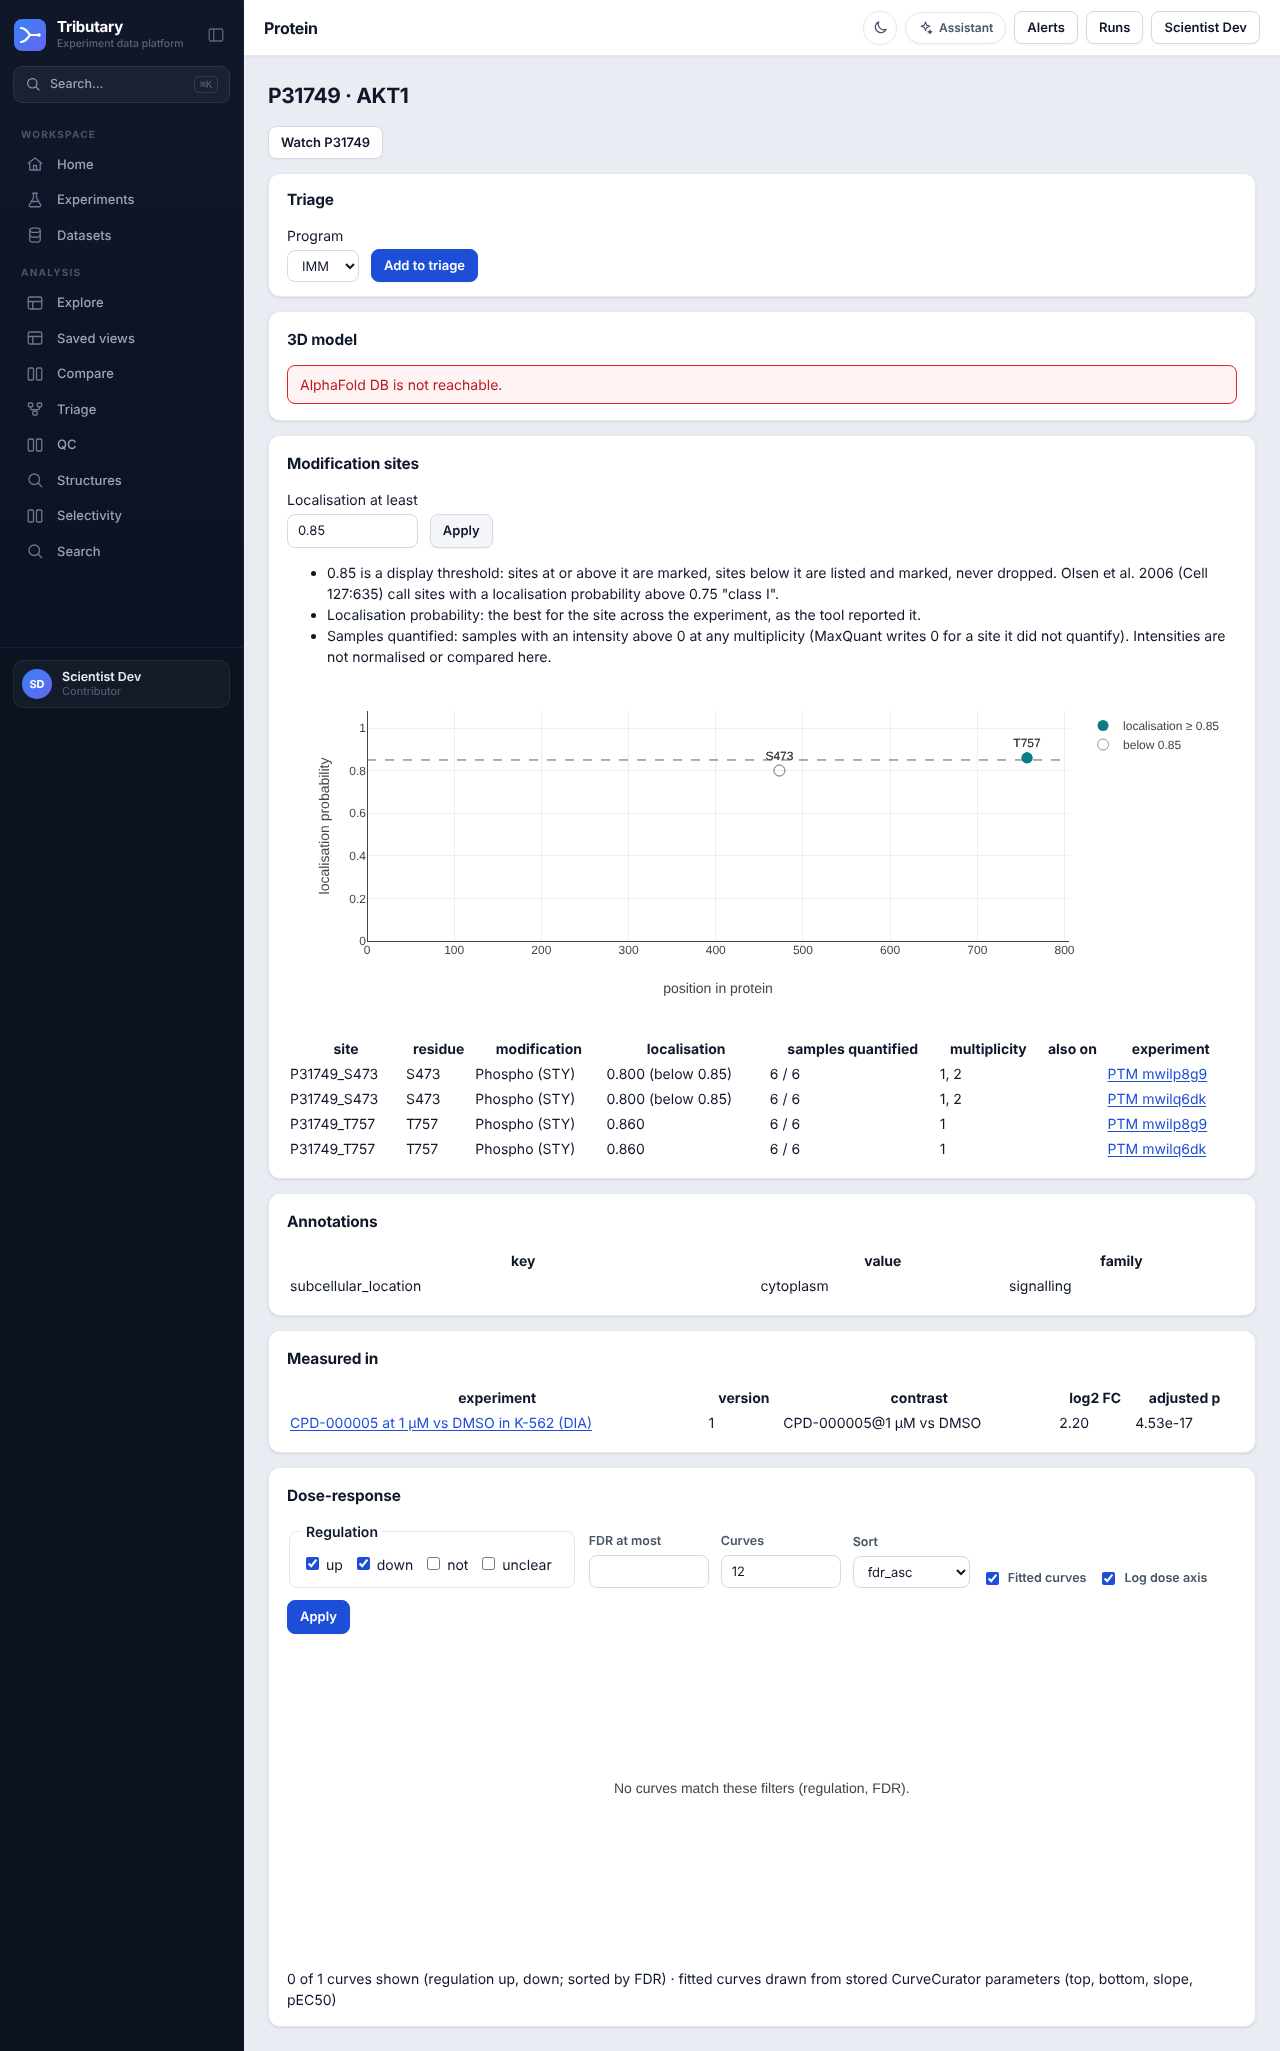 Tributary
Experiment data platform
Search...
⌘K
WORKSPACE
Home
Experiments
Datasets
ANALYSIS
Explore
Saved views
Compare
Triage
QC
Structures
Selectivity
Search
SD
Scientist Dev
Contributor
Protein
Assistant
Alerts
Runs
Scientist Dev
P31749 · AKT1
Watch P31749
Triage
Program
IMM
Add to triage
3D model
AlphaFold DB is not reachable.
Modification sites
Localisation at least
0.85
Apply
• 0.85 is a display threshold: sites at or above it are marked, sites below it are listed and marked, never dropped. Olsen et al. 2006 (Cell
127:635) call sites with a localisation probability above 0.75 "class I".
• Localisation probability: the best for the site across the experiment, as the tool reported it.
• Samples quantified: samples with an intensity above 0 at any multiplicity (MaxQuant writes 0 for a site it did not quantify). Intensities are
not normalised or compared here.
localisation probability
1
0.8
0.6
0.4
0.2
0
S473
T757
localisation ≥ 0.85
below 0.85
0 100 200 300 400 500 600 700 800
position in protein
site residue modification localisation samples quantified multiplicity also on experiment
P31749_S473 S473 Phospho (STY) 0.800 (below 0.85) 6 / 6 1, 2 PTM mwilp8g9
P31749_S473 S473 Phospho (STY) 0.800 (below 0.85) 6 / 6 1, 2 PTM mwilq6dk
P31749_T757 T757 Phospho (STY) 0.860 6 / 6 1 PTM mwilp8g9
P31749_T757 T757 Phospho (STY) 0.860 6 / 6 1 PTM mwilq6dk
Annotations
key value family
subcellular_location cytoplasm signalling
Measured in
experiment version contrast log2 FC adjusted p
CPD-000005 at 1 µM vs DMSO in K-562 (DIA) 1 CPD-000005@1 µM vs DMSO 2.20 4.53e-17
Dose-response
Regulation
up down not unclear
FDR at most
Curves
12
Sort
fdr_asc
Fitted curves
Log dose axis
Apply
No curves match these filters (regulation, FDR).
0 of 1 curves shown (regulation up, down; sorted by FDR) · fitted curves drawn from stored CurveCurator parameters (top, bottom, slope,
pEC50)